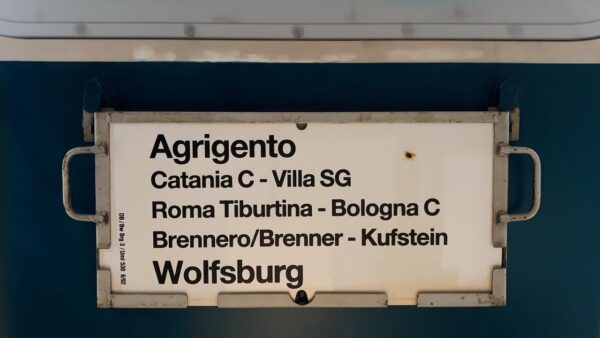 Agrigento
Catania C - Villa SG
Roma Tiburtina - Bologna C
Brennero/Brenner - Kufstein
Wolfsburg